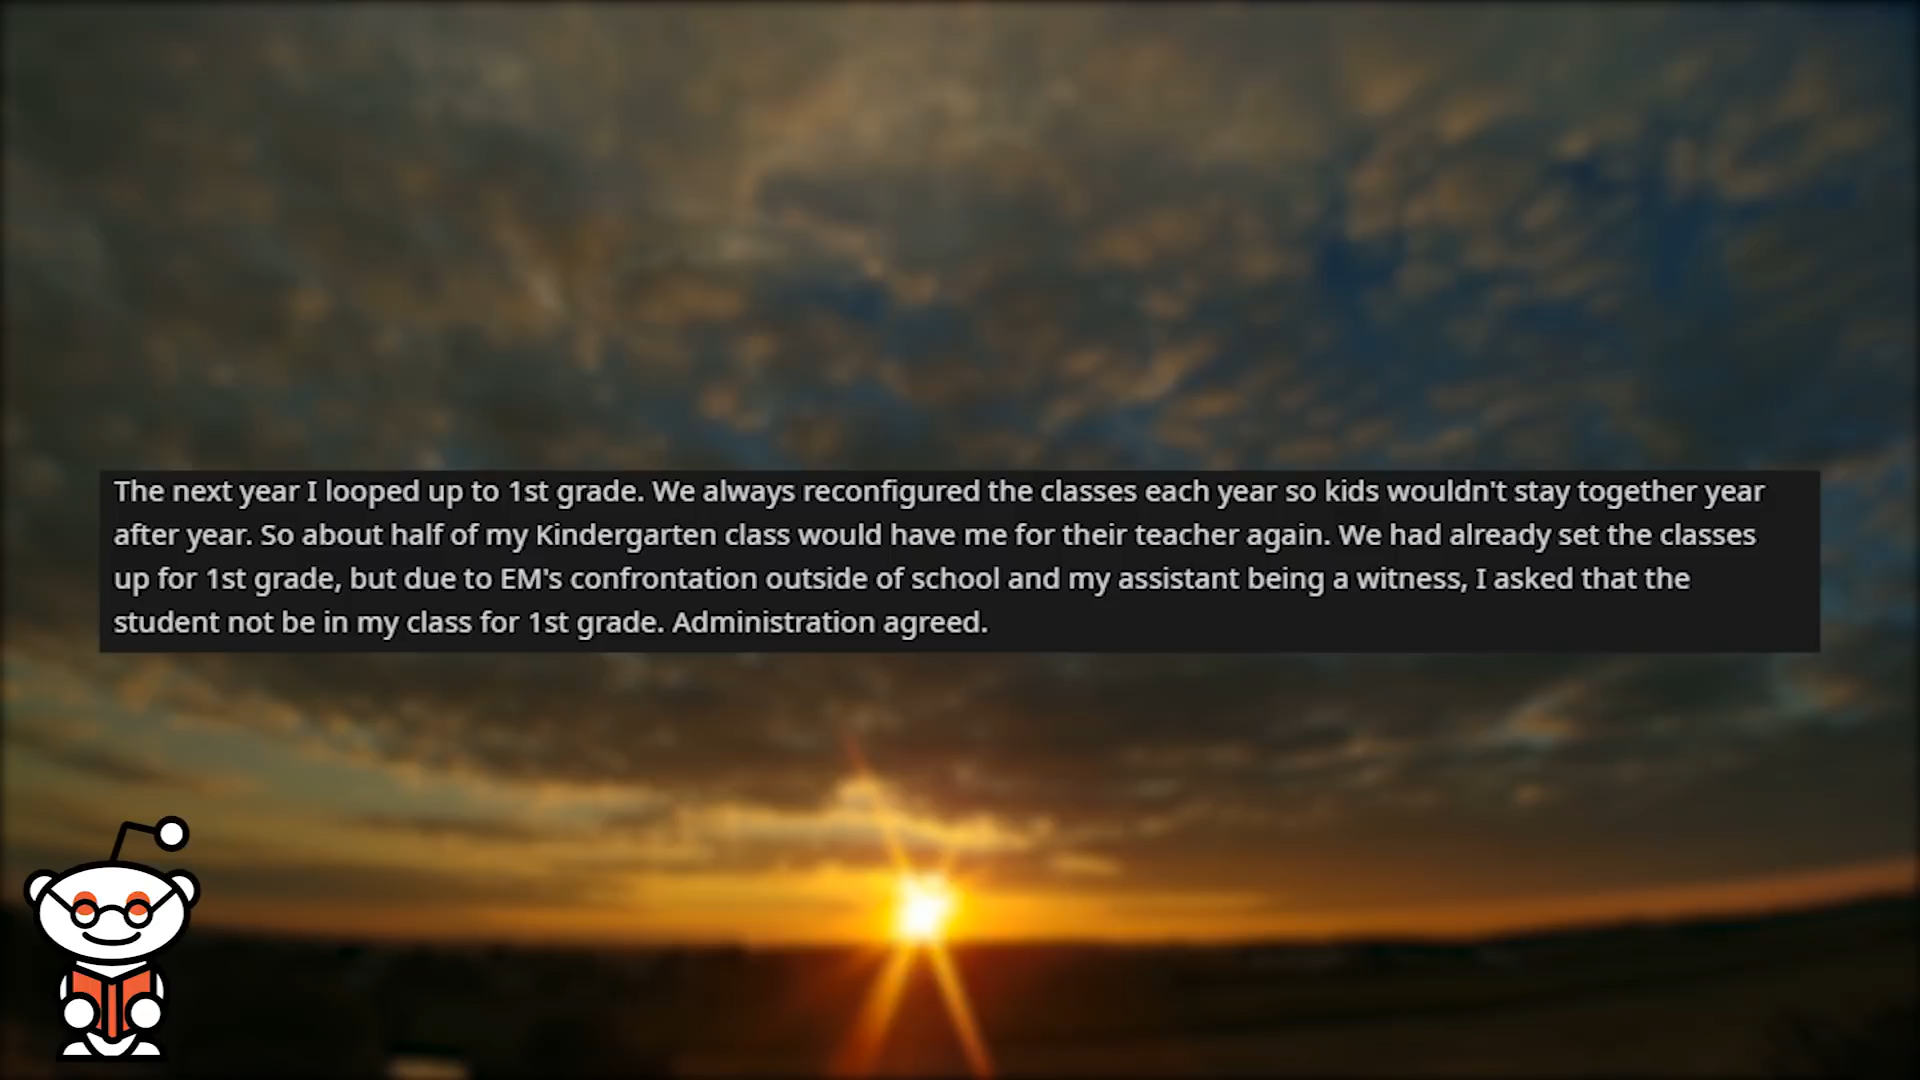 The next year I looped up to 1st grade. We always reconfigured the classes each year so kids wouldn't stay together year
after year. So about half of my Kindergarten class would have me for their teacher again. We had already set the classes
up for 1st grade, but due to EM's confrontation outside of school and my assistant being a witness, I asked that the
student not be in my class for 1st grade. Administration agreed.